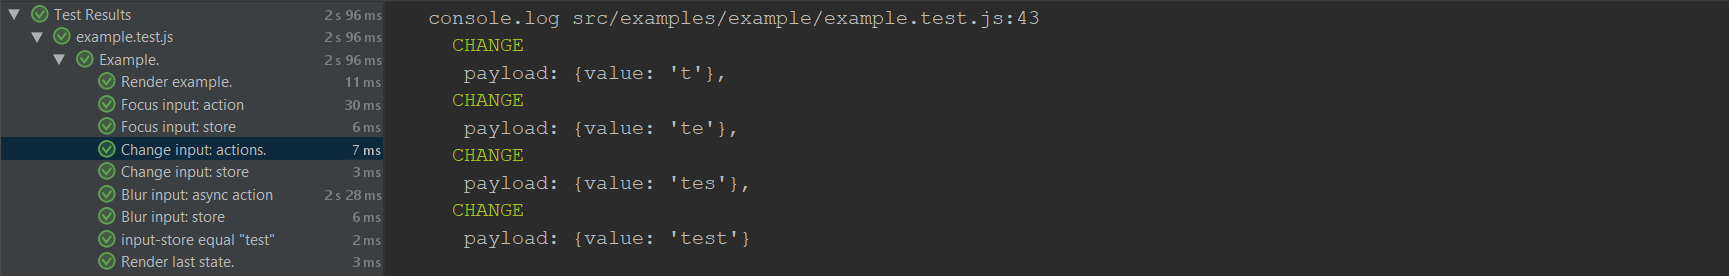 Test Results 2 s 96 ms
example.test.js 2 s 96 ms
Example. 2 s 96 ms
Render example. 11 ms
Focus input: action 30 ms
Focus input: store 6 ms
Change input: actions. 7 ms
Change input: store 3 ms
Blur input: async action 2 s 28 ms
Blur input: store 6 ms
input-store equal "test" 2 ms
Render last state. 3 ms
console.log src/examples/example/example.test.js:43
CHANGE
payload: {value: 't'},
CHANGE
payload: {value: 'te'},
CHANGE
payload: {value: 'tes'},
CHANGE
payload: {value: 'test'}